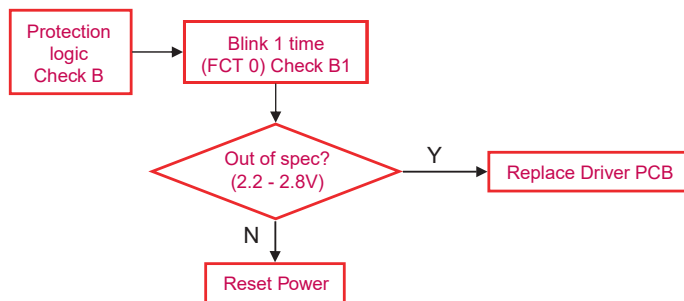 Protection
logic
Check B
Blink 1 time
(FCT 0) Check B1
Out of spec?
(2.2 - 2.8V)
Y
Replace Driver PCB
N
Reset Power